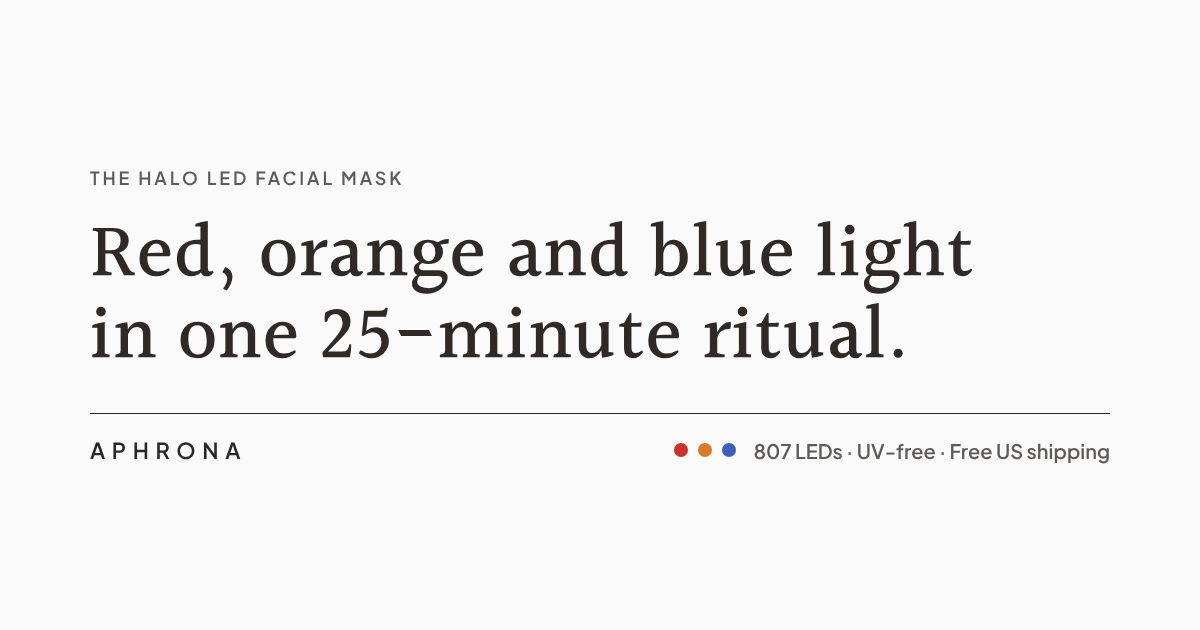 THE HALO LED FACIAL MASK
Red, orange and blue light
in one 25-minute ritual.
APHRONA
807 LEDs · UV-free · Free US shipping